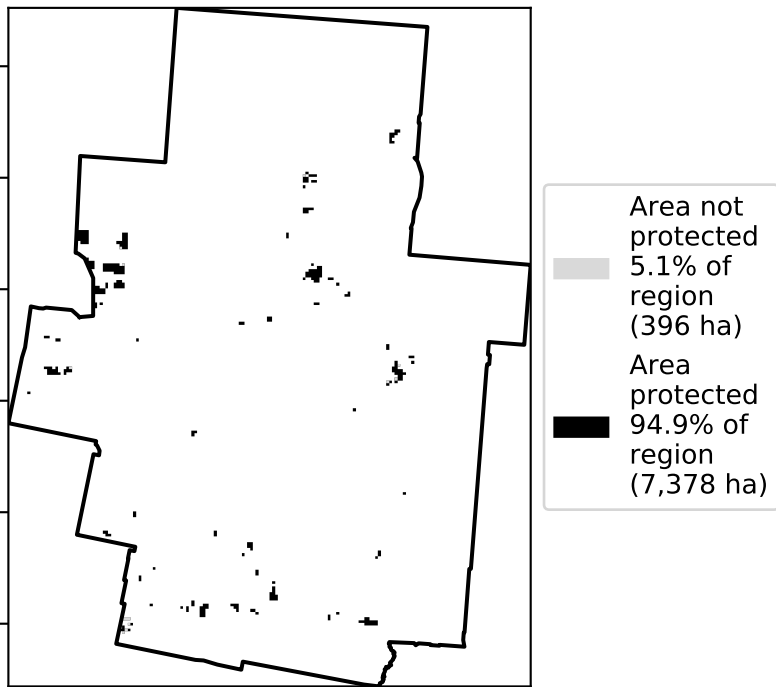 Area not
protected
5.1% of
region
(396 ha)
Area
protected
94.9% of
region
(7,378 ha)